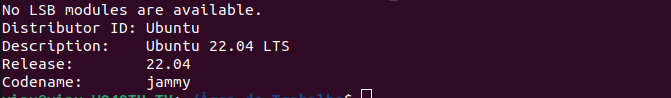 No LSB modules are available.
Distributor ID: Ubuntu
Description:    Ubuntu 22.04 LTS
Release:        22.04
Codename:       jammy